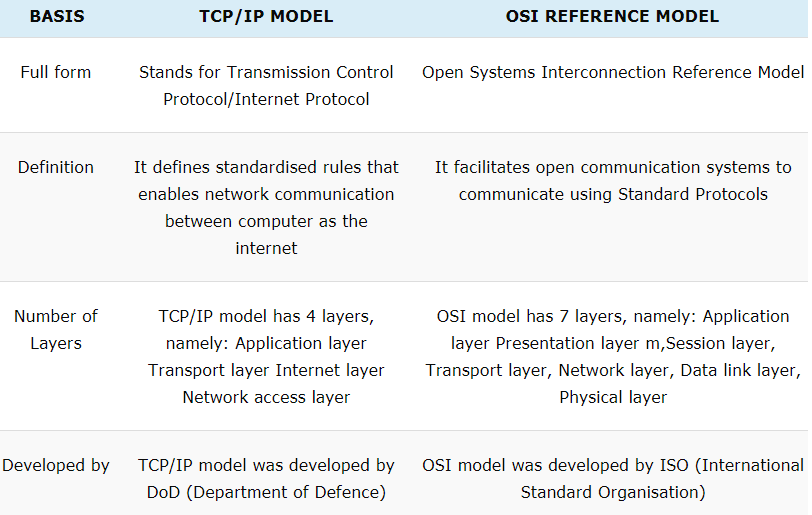 BASIS
TCP/IP MODEL
OSI REFERENCE MODEL
Full form
Stands for Transmission Control
Protocol/Internet Protocol
Open Systems Interconnection Reference Model
Definition
It defines standardised rules that
enables network communication
between computer as the
internet
It facilitates open communication systems to
communicate using Standard Protocols
Number of
Layers
TCP/IP model has 4 layers,
namely: Application layer
Transport layer Internet layer
Network access layer
OSI model has 7 layers, namely: Application
layer Presentation layer m,Session layer,
Transport layer, Network layer, Data link layer,
Physical layer
Developed by
TCP/IP model was developed by
DoD (Department of Defence)
OSI model was developed by ISO (International
Standard Organisation)